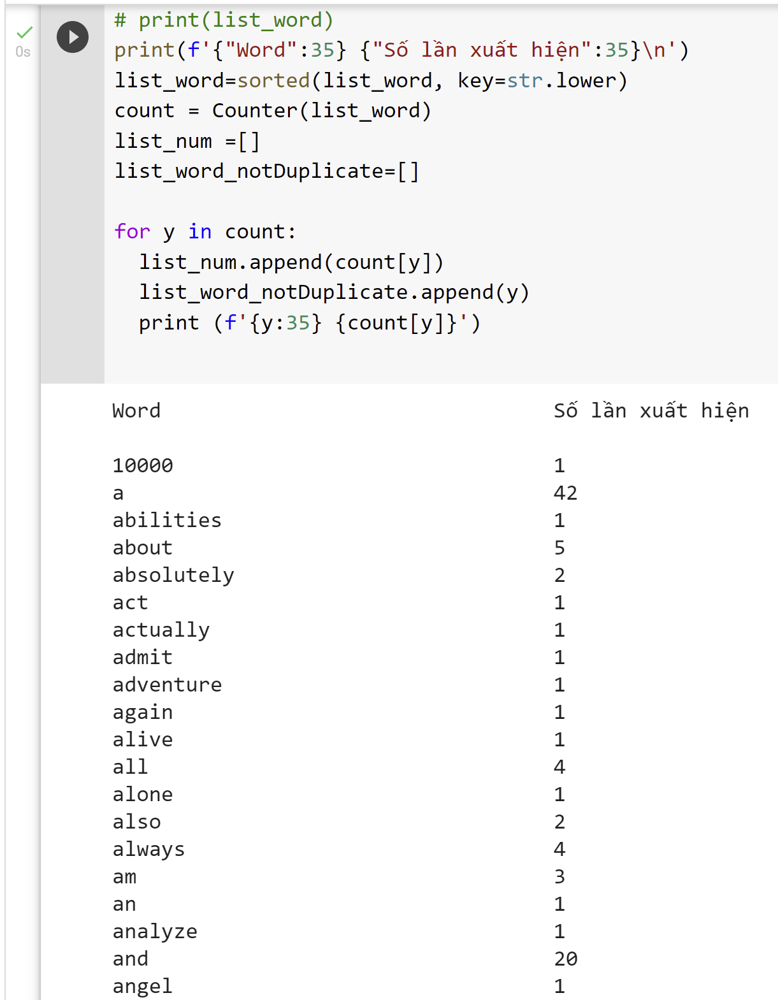 # print(list_word)
0s
print(f'{"Word":35} {"Số lần xuất hiện":35}\n')
list_word=sorted(list_word, key=str.lower)
count = Counter(list_word)
list_num =[]
list_word_notDuplicate=[]
for y in count:
  list_num.append(count[y])
  list_word_notDuplicate.append(y)
  print (f'{y:35} {count[y]}')
Word Số lần xuất hiện
10000 1
a 42
abilities 1
about 5
absolutely 2
act 1
actually 1
admit 1
adventure 1
again 1
alive 1
all 4
alone 1
also 2
always 4
am 3
an 1
analyze 1
and 20
angel 1